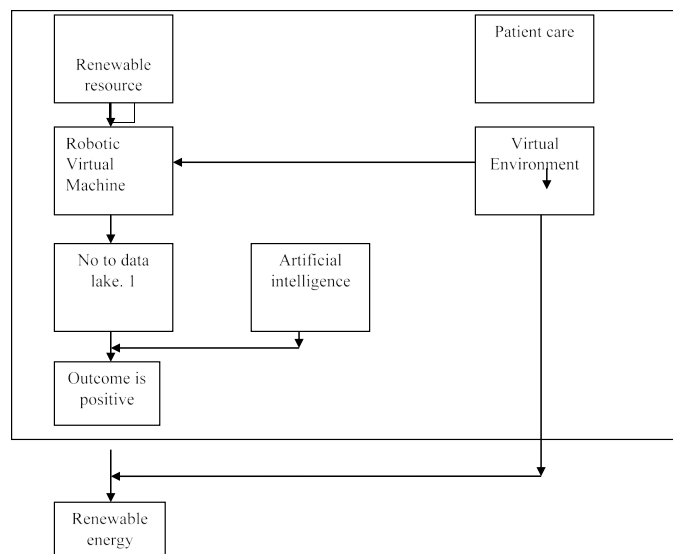 Patient care
Renewable
resource
Robotic
Virtual
Machine
Virtual
Environment
No to data
lake. 1
Artificial
intelligence
Outcome is
positive
Renewable
energy